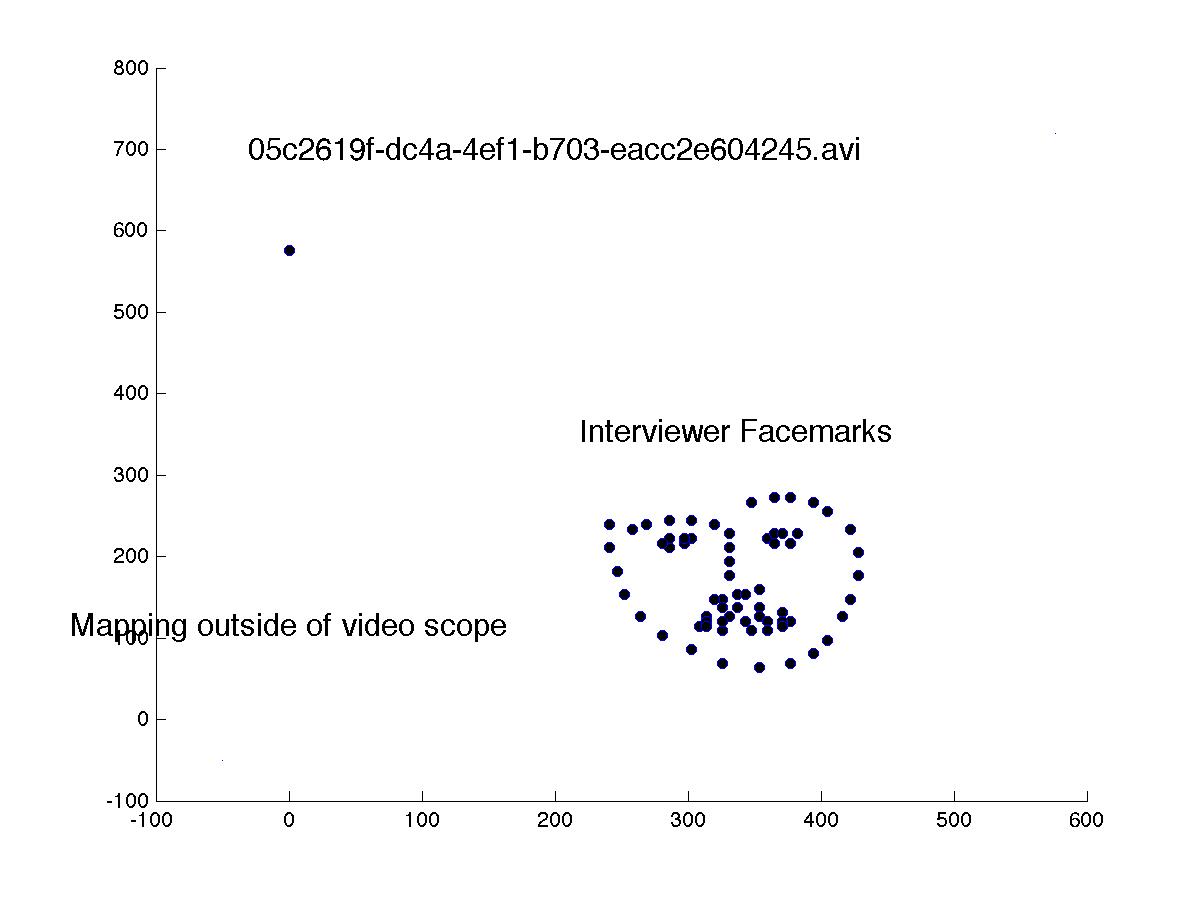 800
700
05c2619f-dc4a-4ef1-b703-eacc2e604245.avi
600
500
400
Interviewer Facemarks
300
200
Mapping outside of video scope
100
0
-100
-100 0 100 200 300 400 500 600